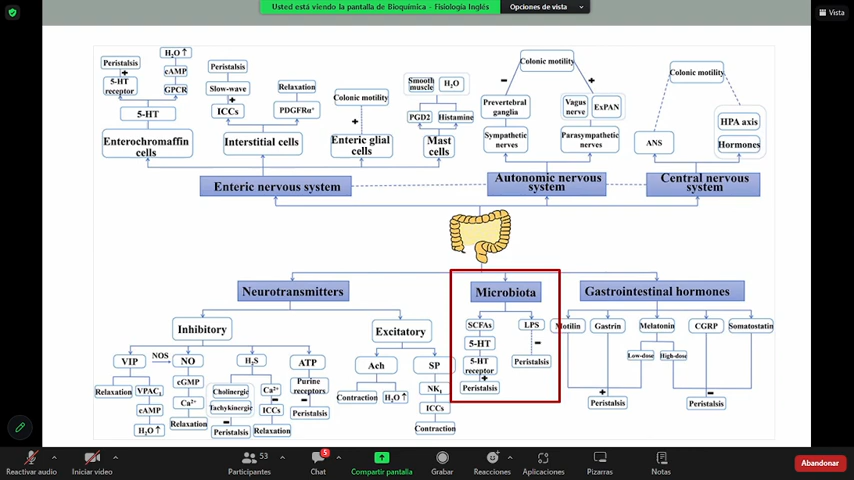 Usted está viendo la pantalla de Bioquímica - Fisiología Inglés
Opciones de vista
Vista
Peristalsis
+
5-HT
receptor
H₂O ↑
cAMP
GPCR
5-HT
Enterochromaffin
cells
Peristalsis
Slow-wave
+
ICCs
Relaxation
PDGFRα⁺
Interstitial cells
Colonic motility
+
Enteric glial
cells
Smooth
muscle
H₂O
PGD2
Histamine
Mast
cells
Colonic motility
-
+
Prevertebral
ganglia
Vagus
nerve
ExPAN
Sympathetic
nerves
Parasympathetic
nerves
Colonic motility
ANS
HPA axis
Hormones
Enteric nervous system
Autonomic nervous
system
Central nervous
system
Neurotransmitters
Microbiota
Gastrointestinal hormones
Inhibitory
Excitatory
VIP
NOS
NO
H₂S
ATP
Relaxation
VPAC₁
cAMP
H₂O ↑
cGMP
Ca²⁺
Relaxation
Cholinergic
Tachykinergic
-
Peristalsis
Ca²⁺
-
ICCs
Relaxation
Purine
receptors
-
Peristalsis
Ach
SP
Contraction
H₂O ↑
NK₁
ICCs
Contraction
SCFAs
5-HT
5-HT
receptor
+
Peristalsis
LPS
-
Peristalsis
Motilin
Gastrin
Melatonin
CGRP
Somatostatin
Low-dose
High-dose
+
Peristalsis
-
Peristalsis
Reactivar audio
Iniciar video
53
Participantes
5
Chat
Compartir pantalla
Grabar
Reacciones
Aplicaciones
Pizarras
Notas
Abandonar